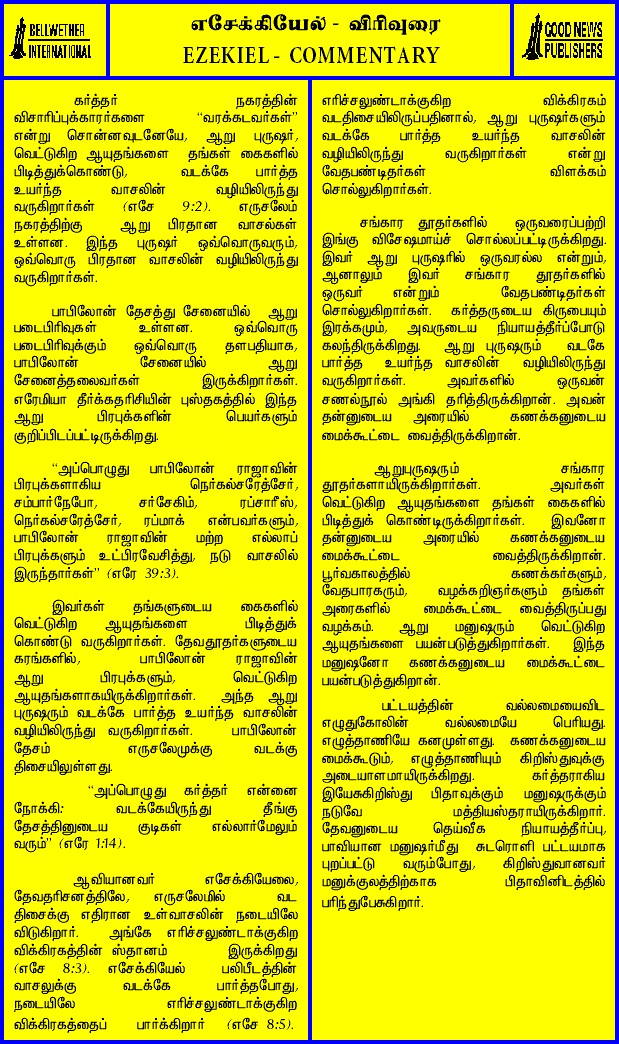 BELLWETHER
INTERNATIONAL
எசேக்கியேல் - விரிவுரை
EZEKIEL - COMMENTARY
GOOD NEWS
PUBLISHERS
கர்த்தர் நகரத்தின்
விசாரிப்புக்காரர்களை “வரக்கடவர்கள்”
என்று சொன்னவுடனேயே, ஆறு புருஷர்,
வெட்டுகிற ஆயுதங்களை தங்கள் கைகளில்
பிடித்துக்கொண்டு, வடக்கே பார்த்த
உயர்ந்த வாசலின் வழியிலிருந்து
வருகிறார்கள் (எசே 9:2). எருசலேம்
நகரத்திற்கு ஆறு பிரதான வாசல்கள்
உள்ளன. இந்த புருஷர் ஒவ்வொருவரும்,
ஒவ்வொரு பிரதான வாசலின் வழியிலிருந்து
வருகிறார்கள்.
பாபிலோன் தேசத்து சேனையில் ஆறு
படைபிரிவுகள் உள்ளன. ஒவ்வொரு
படைபிரிவுக்கும் ஒவ்வொரு தளபதியாக,
பாபிலோன் சேனையில் ஆறு
சேனைத்தலைவர்கள் இருக்கிறார்கள்.
எரேமியா தீர்க்கதரிசியின் புஸ்தகத்தில் இந்த
ஆறு பிரபுக்களின் பெயர்களும்
குறிப்பிடப்பட்டிருக்கிறது.
“அப்பொழுது பாபிலோன் ராஜாவின்
பிரபுக்களாகிய நெர்கல்சரேத்சேர்,
சம்பார்நேபோ, சர்சேகிம், ரப்சாரீஸ்,
நெர்கல்சரேத்சேர், ரப்மாக் என்பவர்களும்,
பாபிலோன் ராஜாவின் மற்ற எல்லாப்
பிரபுக்களும் உட்பிரவேசித்து, நடு வாசலில்
இருந்தார்கள்” (எரே 39:3).
இவர்கள் தங்களுடைய கைகளில்
வெட்டுகிற ஆயுதங்களை பிடித்துக்
கொண்டு வருகிறார்கள். தேவதூதர்களுடைய
கரங்களில், பாபிலோன் ராஜாவின்
ஆறு பிரபுக்களும், வெட்டுகிற
ஆயுதங்களாகயிருக்கிறார்கள். அந்த ஆறு
புருஷரும் வடக்கே பார்த்த உயர்ந்த வாசலின்
வழியிலிருந்து வருகிறார்கள். பாபிலோன்
தேசம் எருசலேமுக்கு வடக்கு
திசையிலுள்ளது.
“அப்பொழுது கர்த்தர் என்னை
நோக்கி: வடக்கேயிருந்து தீங்கு
தேசத்தினுடைய குடிகள் எல்லார்மேலும்
வரும்” (எரே 1:14).
ஆவியானவர் எசேக்கியேலை,
தேவதரிசனத்திலே, எருசலேமில் வட
திசைக்கு எதிரான உள்வாசலின் நடையிலே
விடுகிறார். அங்கே எரிச்சலுண்டாக்குகிற
விக்கிரகத்தின் ஸ்தானம் இருக்கிறது
(எசே 8:3). எசேக்கியேல் பலிபீடத்தின்
வாசலுக்கு வடக்கே பார்த்தபோது,
நடையிலே எரிச்சலுண்டாக்குகிற
விக்கிரகத்தைப் பார்க்கிறார் (எசே 8:5).
எரிச்சலுண்டாக்குகிற விக்கிரகம்
வடதிசையிலிருப்பதினால், ஆறு புருஷர்களும்
வடக்கே பார்த்த உயர்ந்த வாசலின்
வழியிலிருந்து வருகிறார்கள் என்று
வேதபண்டிதர்கள் விளக்கம்
சொல்லுகிறார்கள்.
சங்கார தூதர்களில் ஒருவரைப்பற்றி
இங்கு விசேஷமாய்ச் சொல்லப்பட்டிருக்கிறது.
இவர் ஆறு புருஷரில் ஒருவரல்ல என்றும்,
ஆனாலும் இவர் சங்கார தூதர்களில்
ஒருவர் என்றும் வேதபண்டிதர்கள்
சொல்லுகிறார்கள். கர்த்தருடைய கிருபையும்
இரக்கமும், அவருடைய நியாயத்தீர்ப்போடு
கலந்திருக்கிறது. ஆறு புருஷரும் வடகே
பார்த்த உயர்ந்த வாசலின் வழியிலிருந்து
வருகிறார்கள். அவர்களில் ஒருவன்
சணல்நூல் அங்கி தரித்திருக்கிறான். அவன்
தன்னுடைய அரையில் கணக்கனுடைய
மைக்கூட்டை வைத்திருக்கிறான்.
ஆறுபுருஷரும் சங்கார
தூதர்களாயிருக்கிறார்கள். அவர்கள்
வெட்டுகிற ஆயுதங்களை தங்கள் கைகளில்
பிடித்துக் கொண்டிருக்கிறார்கள். இவனோ
தன்னுடைய அரையில் கணக்கனுடைய
மைக்கூட்டை வைத்திருக்கிறான்.
பூர்வகாலத்தில் கணக்கர்களும்,
வேதபாரகரும், வழக்கறிஞர்களும் தங்கள்
அரைகளில் மைக்கூட்டை வைத்திருப்பது
வழக்கம். ஆறு மனுஷரும் வெட்டுகிற
ஆயுதங்களை பயன்படுத்துகிறார்கள். இந்த
மனுஷனோ கணக்கனுடைய மைக்கூட்டை
பயன்படுத்துகிறான்.
பட்டயத்தின் வல்லமையைவிட
எழுதுகோலின் வல்லமையே பெரியது.
எழுத்தாணியே கனமுள்ளது. கணக்கனுடைய
மைக்கூடும், எழுத்தாணியும் கிறிஸ்துவுக்கு
அடையாளமாயிருக்கிறது. கர்த்தராகிய
இயேசுகிறிஸ்து பிதாவுக்கும் மனுஷருக்கும்
நடுவே மத்தியஸ்தராயிருக்கிறார்.
தேவனுடைய தெய்வீக நியாயத்தீர்ப்பு,
பாவியான மனுஷர்மீது சுடரொளி பட்டயமாக
புறப்பட்டு வரும்போது, கிறிஸ்துவானவர்
மனுக்குலத்திற்காக பிதாவினிடத்தில்
பரிந்துபேசுகிறார்.